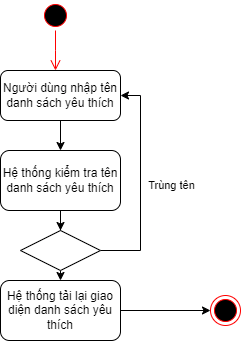 Người dùng nhập tên
danh sách yêu thích
Hệ thống kiểm tra tên
danh sách yêu thích
Trùng tên
Hệ thống tải lại giao
diện danh sách yêu
thích